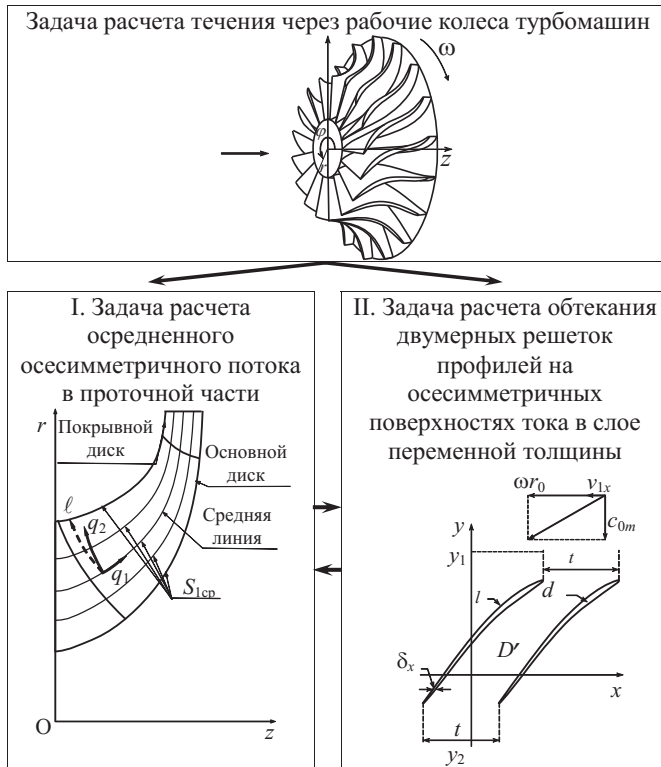 Задача расчета течения через рабочие колеса турбомашин
ω
φ
r
z
I. Задача расчета
осредненного
осесимметричного потока
в проточной части
r
Покрывной
диск
Основной
диск
ℓ
q₂
Средняя
линия
q₁
S₁ср
O
z
II. Задача расчета обтекания
двумерных решеток
профилей на
осесимметричных
поверхностях тока в слое
переменной толщины
ωr₀
v₁ₓ
c₀ₘ
y
y₁
t
l
d
D′
δₓ
x
t
y₂